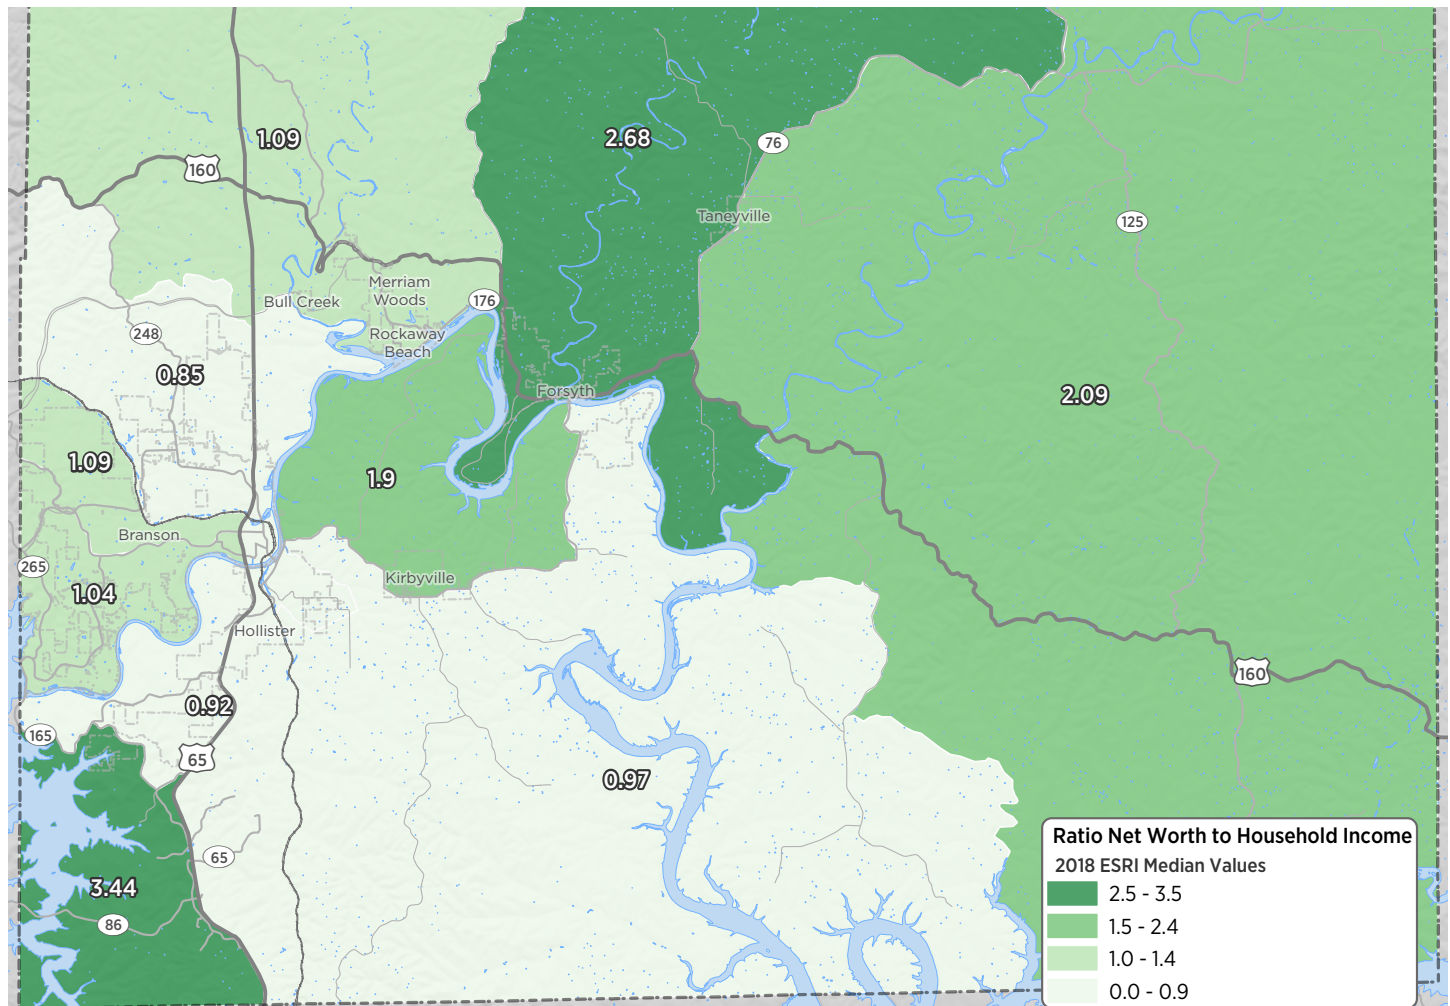 1.09
2.68
76
160
Taneyville
125
Merriam
Woods
Bull Creek
176
248
Rockaway
Beach
0.85
Forsyth
2.09
1.09
1.9
Branson
265
Kirbyville
1.04
Hollister
160
0.92
165
65
0.97
65
3.44
86
Ratio Net Worth to Household Income
2018 ESRI Median Values
2.5 - 3.5
1.5 - 2.4
1.0 - 1.4
0.0 - 0.9